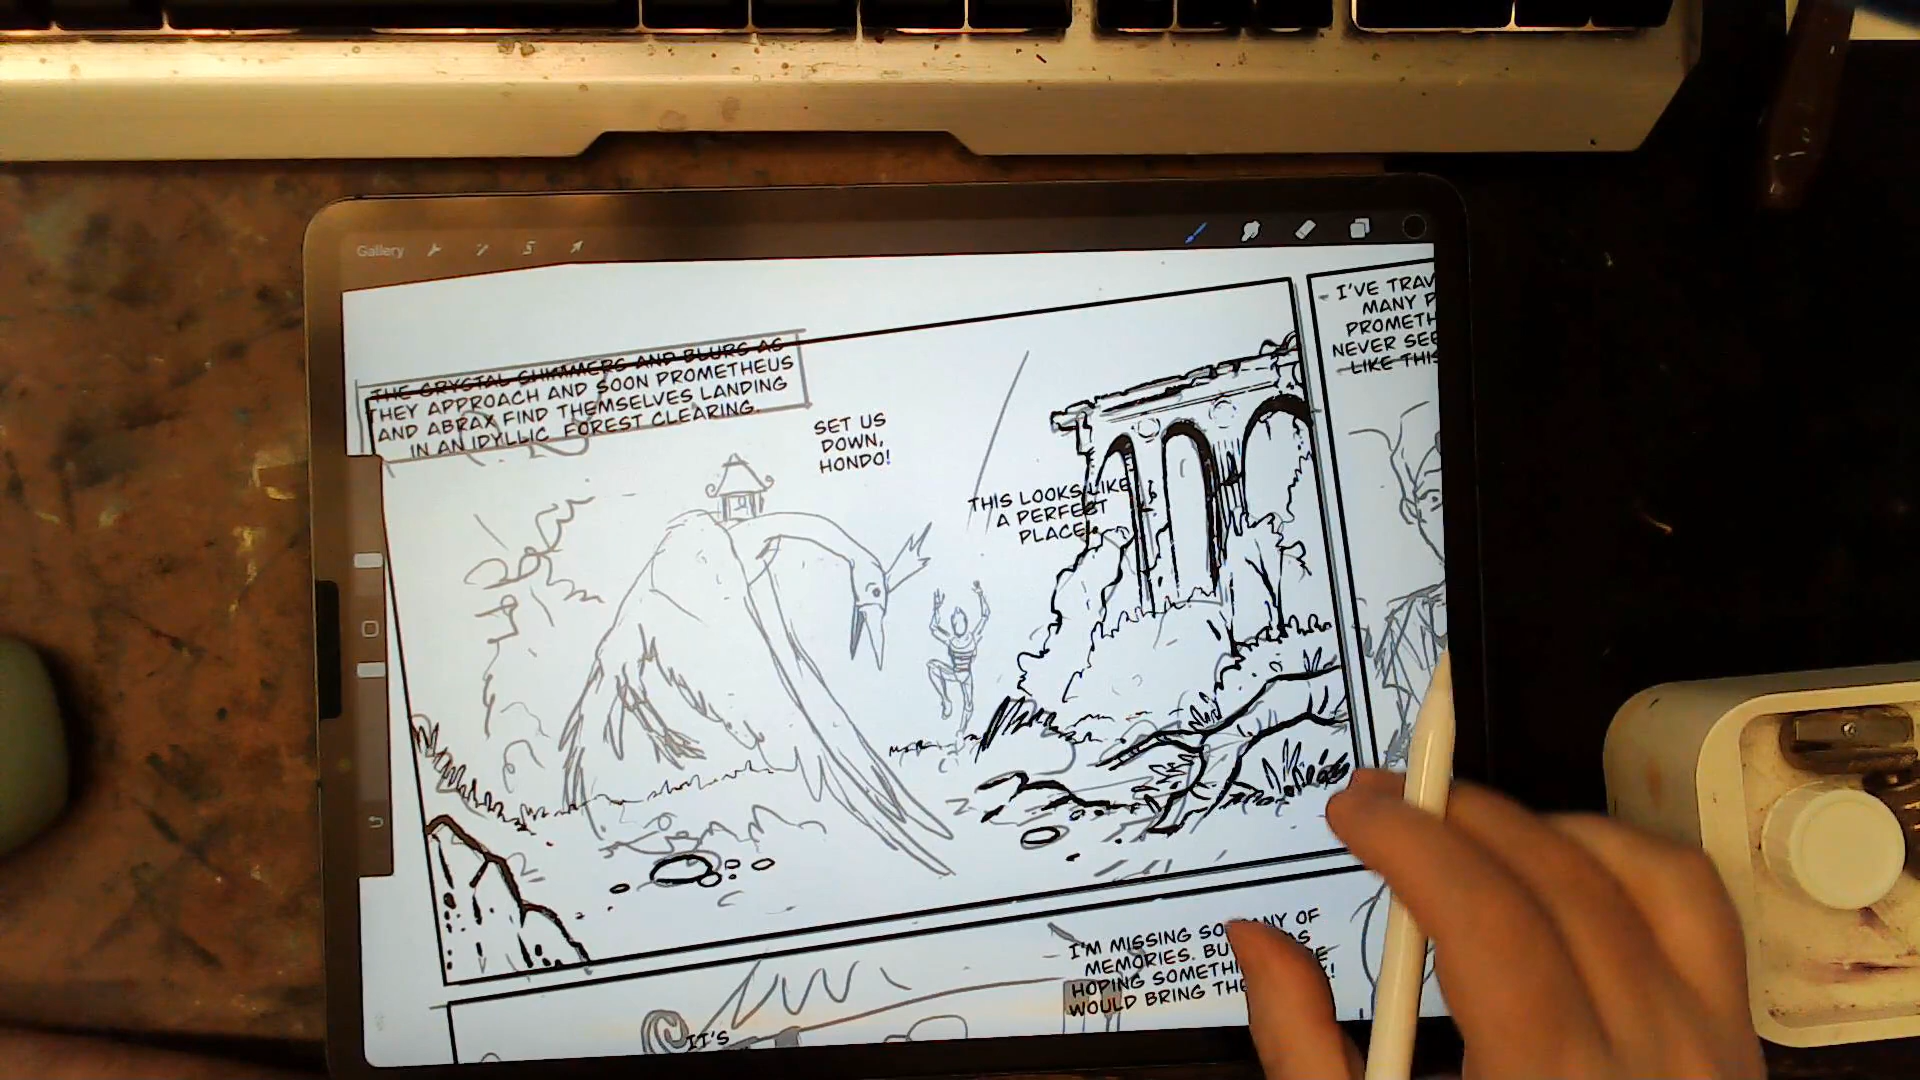 Gallery
THE CRYSTAL SHIMMERS AND BLURS AS
THEY APPROACH AND SOON PROMETHEUS
AND ABRAX FIND THEMSELVES LANDING
IN AN IDYLLIC FOREST CLEARING.
SET US
DOWN,
HONDO!
THIS LOOKS LIKE
A PERFECT
PLACE!
I'VE TRAV
MANY P
PROMETH
NEVER SEE
LIKE THIS
I'M MISSING SO MANY OF
MEMORIES. BU
HOPING SOMETHI
WOULD BRING THE
IT'S